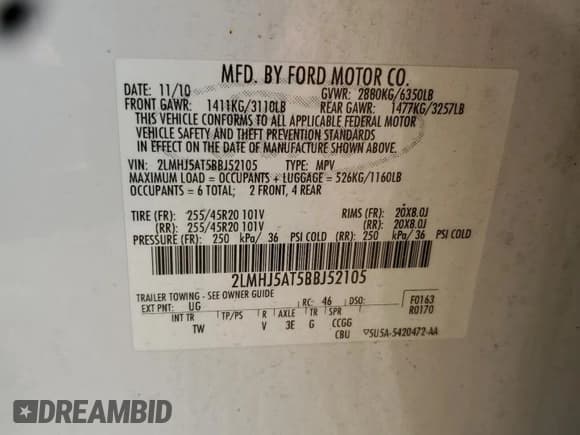 MFD. BY FORD MOTOR CO.
DATE: 11/10 GVWR: 2880KG/6350LB
FRONT GAWR: 1411KG/3110LB REAR GAWR: 1477KG/3257LB
THIS VEHICLE CONFORMS TO ALL APPLICABLE FEDERAL MOTOR
VEHICLE SAFETY AND THEFT PREVENTION STANDARDS
IN EFFECT ON THE DATE OF MANUFACTURE SHOWN ABOVE.
VIN: 2LMHJ5AT5BBJ52105 TYPE: MPV
MAXIMUM LOAD = OCCUPANTS + LUGGAGE = 526KG/1160LB
OCCUPANTS = 6 TOTAL; 2 FRONT, 4 REAR
TIRE (FR): 255/45R20 101V RIMS (FR): 20X8.0J
(RR): 255/45R20 101V (RR): 20X8.0J
PRESSURE (FR): 250 kPa/ 36 PSI COLD (RR): 250 kPa/ 36 PSI COLD
2LMHJ5AT5BBJ52105
TRAILER TOWING - SEE OWNER GUIDE
EXT PNT: UG RC: 46 DSO: F0163
R0170
INT TR TP/PS R AXLE TR SPR
TW V 3E G CCGG
CBU 5U5A-5420472-AA
DREAMBID